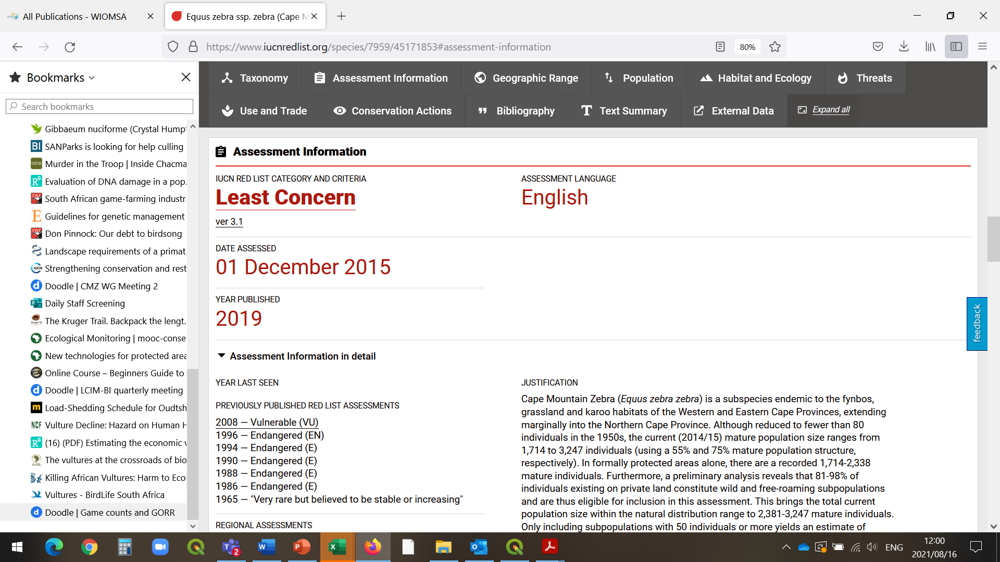 All Publications - WIOMSA
Equus zebra ssp. zebra (Cape M
https://www.iucnredlist.org/species/7959/45171853#assessment-information
80%
Bookmarks
Search bookmarks
Gibbaeum nuciforme (Crystal Hump
SANParks is looking for help culling
Murder in the Troop | Inside Chacma
Evaluation of DNA damage in a pop.
South African game-farming industr
Guidelines for genetic management
Don Pinnock: Our debt to birdsong
Landscape requirements of a primat
Strengthening conservation and rest
Doodle | CMZ WG Meeting 2
Daily Staff Screening
The Kruger Trail. Backpack the lengt.
Ecological Monitoring | mooc-conse
New technologies for protected area
Online Course – Beginners Guide to
Doodle | LCIM-BI quarterly meeting
Load-Shedding Schedule for Oudtsh
Vulture Decline: Hazard on Human H
(16) (PDF) Estimating the economic v
The vultures at the crossroads of bio
Killing African Vultures: Harm to Eco
Vultures - BirdLife South Africa
Doodle | Game counts and GORR
Taxonomy
Assessment Information
Geographic Range
Population
Habitat and Ecology
Threats
Use and Trade
Conservation Actions
Bibliography
Text Summary
External Data
Expand all
Assessment Information
IUCN RED LIST CATEGORY AND CRITERIA
Least Concern
ver 3.1
ASSESSMENT LANGUAGE
English
DATE ASSESSED
01 December 2015
YEAR PUBLISHED
2019
Assessment Information in detail
YEAR LAST SEEN
PREVIOUSLY PUBLISHED RED LIST ASSESSMENTS
2008 — Vulnerable (VU)
1996 — Endangered (EN)
1994 — Endangered (E)
1990 — Endangered (E)
1988 — Endangered (E)
1986 — Endangered (E)
1965 — "Very rare but believed to be stable or increasing"
REGIONAL ASSESSMENTS
JUSTIFICATION
Cape Mountain Zebra (Equus zebra zebra) is a subspecies endemic to the fynbos,
grassland and karoo habitats of the Western and Eastern Cape Provinces, extending
marginally into the Northern Cape Province. Although reduced to fewer than 80
individuals in the 1950s, the current (2014/15) mature population size ranges from
1,714 to 3,247 individuals (using a 55% and 75% mature population structure,
respectively). In formally protected areas alone, there are a recorded 1,714-2,338
mature individuals. Furthermore, a preliminary analysis reveals that 81-98% of
individuals existing on private land constitute wild and free-roaming subpopulations
and are thus eligible for inclusion in this assessment. This brings the total current
population size within the natural distribution range to 2,381-3,247 mature individuals.
Only including subpopulations with 50 individuals or more yields an estimate of
feedback
2
ENG
12:00
2021/08/16